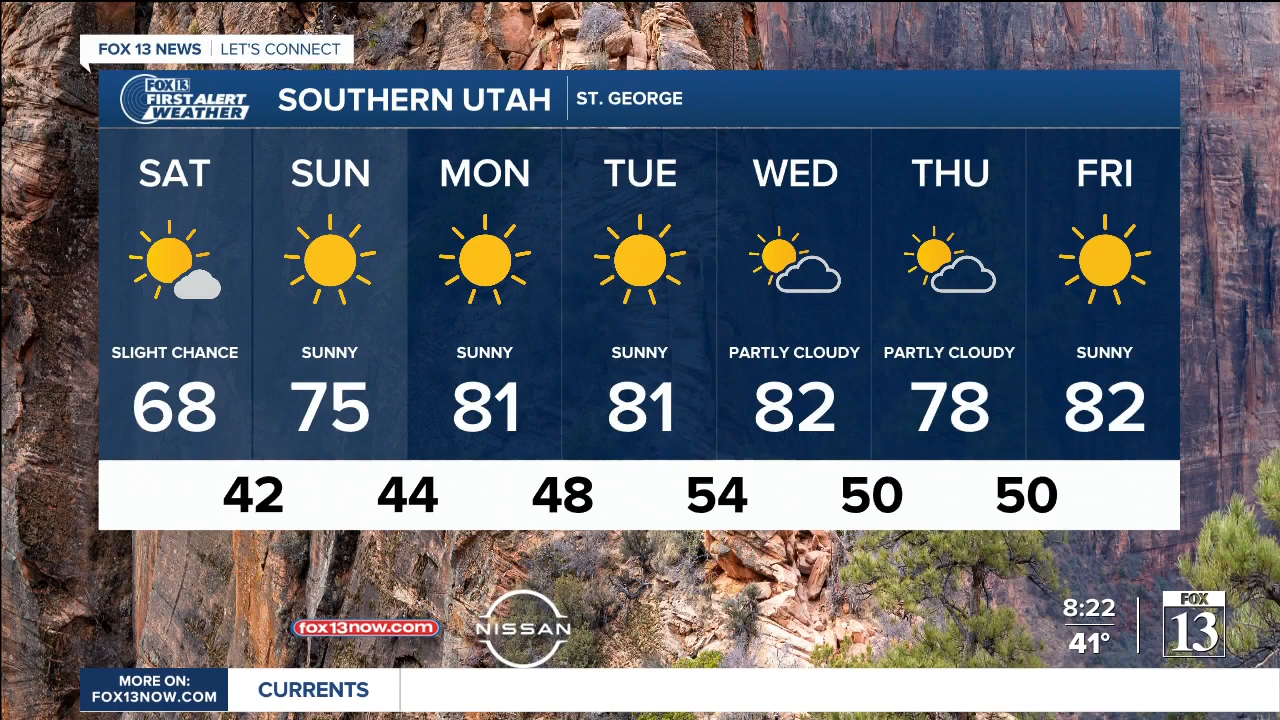 FOX 13 NEWS | LET'S CONNECT
FOX 13
FIRST ALERT
WEATHER
SOUTHERN UTAH | ST. GEORGE
SAT SUN MON TUE WED THU FRI
SLIGHT CHANCE SUNNY SUNNY SUNNY PARTLY CLOUDY PARTLY CLOUDY SUNNY
68 75 81 81 82 78 82
42 44 48 54 50 50
fox13now.com
NISSAN
8:22
41°
FOX
13
MORE ON:
FOX13NOW.COM
CURRENTS